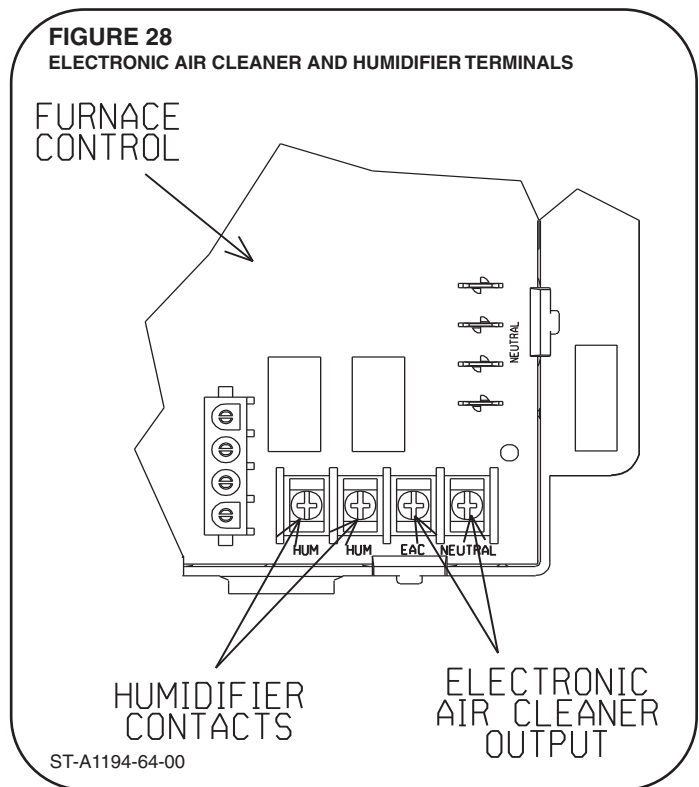 FIGURE 28
ELECTRONIC AIR CLEANER AND HUMIDIFIER TERMINALS
FURNACE
CONTROL
NEUTRAL
HUM HUM EAC NEUTRAL
HUMIDIFIER
CONTACTS
ELECTRONIC
AIR CLEANER
OUTPUT
ST-A1194-64-00